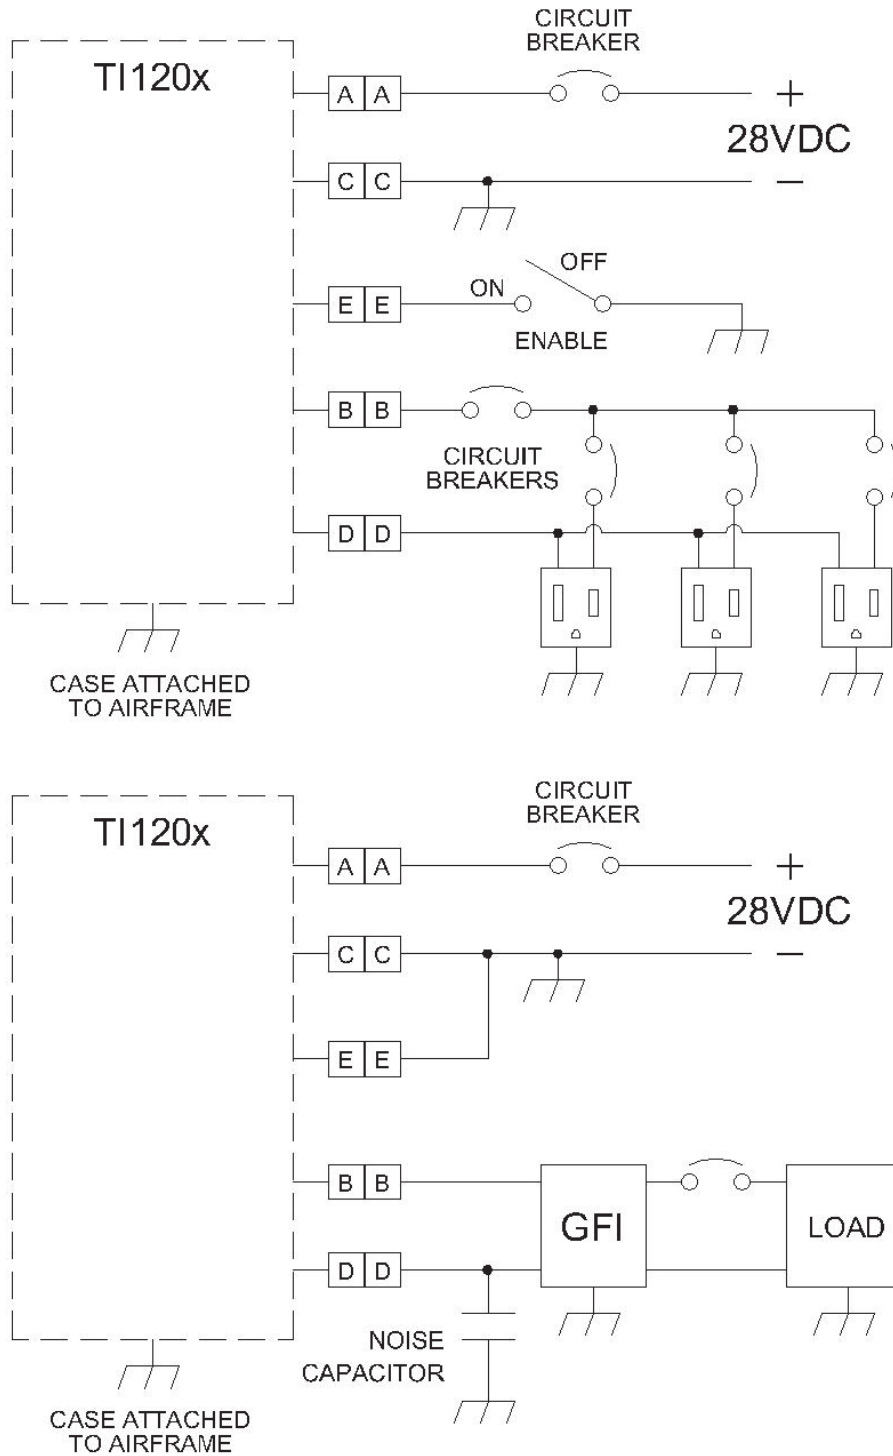 CIRCUIT
BREAKER
TI120x
A A
+
28VDC
C C
−
OFF
ON
E E
ENABLE
B B
CIRCUIT
BREAKERS
D D
CASE ATTACHED
TO AIRFRAME
CIRCUIT
BREAKER
TI120x
A A
+
28VDC
C C
−
E E
B B
GFI
LOAD
D D
NOISE
CAPACITOR
CASE ATTACHED
TO AIRFRAME